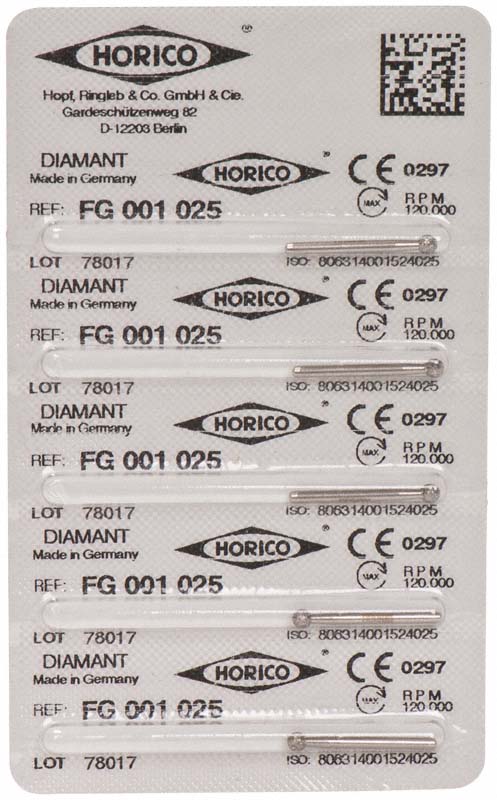 HORICO ®
Hopf, Ringleb & Co. GmbH & Cie.
Gardeschützenweg 82
D-12203 Berlin
DIAMANT HORICO ® CE 0297
Made in Germany
MAX RPM 120.000
REF: FG 001 025
LOT 78017 ISO: 806314001524025
DIAMANT HORICO ® CE 0297
Made in Germany
MAX RPM 120.000
REF: FG 001 025
LOT 78017 ISO: 806314001524025
DIAMANT HORICO ® CE 0297
Made in Germany
MAX RPM 120.000
REF: FG 001 025
LOT 78017 ISO: 806314001524025
DIAMANT HORICO ® CE 0297
Made in Germany
MAX RPM 120.000
REF: FG 001 025
LOT 78017 ISO: 806314001524025
DIAMANT HORICO ® CE 0297
Made in Germany
MAX RPM 120.000
REF: FG 001 025
LOT 78017 ISO: 806314001524025